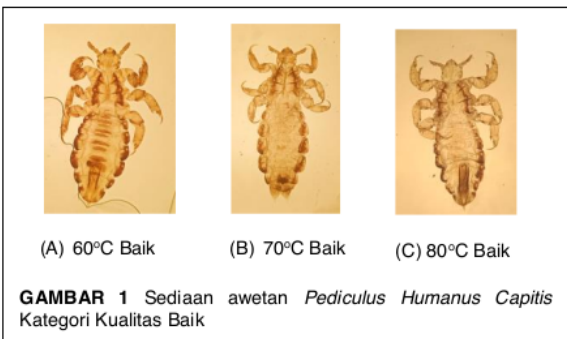 (A) 60°C Baik
(B) 70°C Baik
(C) 80°C Baik
GAMBAR 1 Sediaan awetan Pediculus Humanus Capitis
Kategori Kualitas Baik